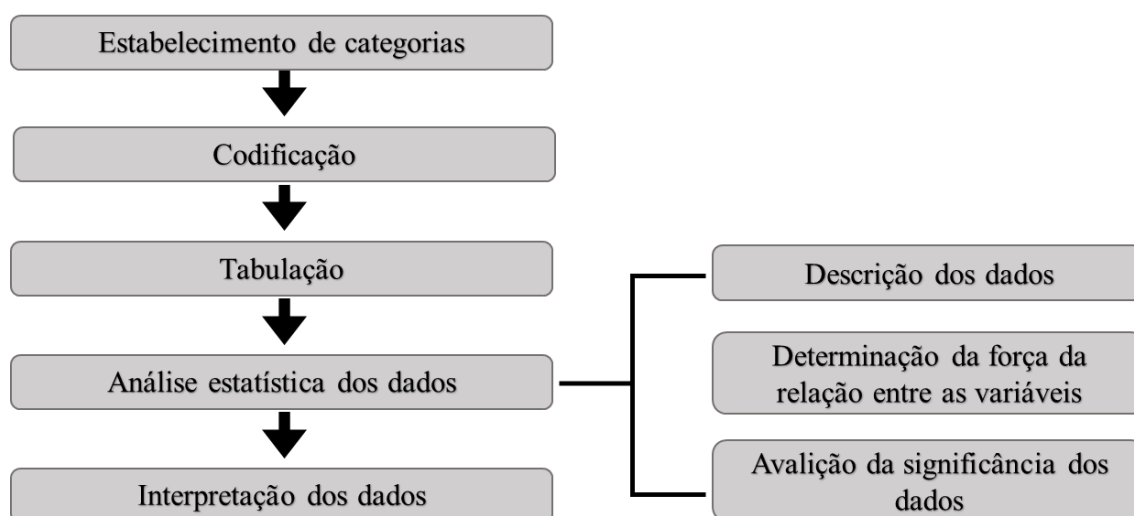 Estabelecimento de categorias
Codificação
Tabulação
Análise estatística dos dados
Interpretação dos dados
Descrição dos dados
Determinação da força da
relação entre as variáveis
Avalição da significância dos
dados